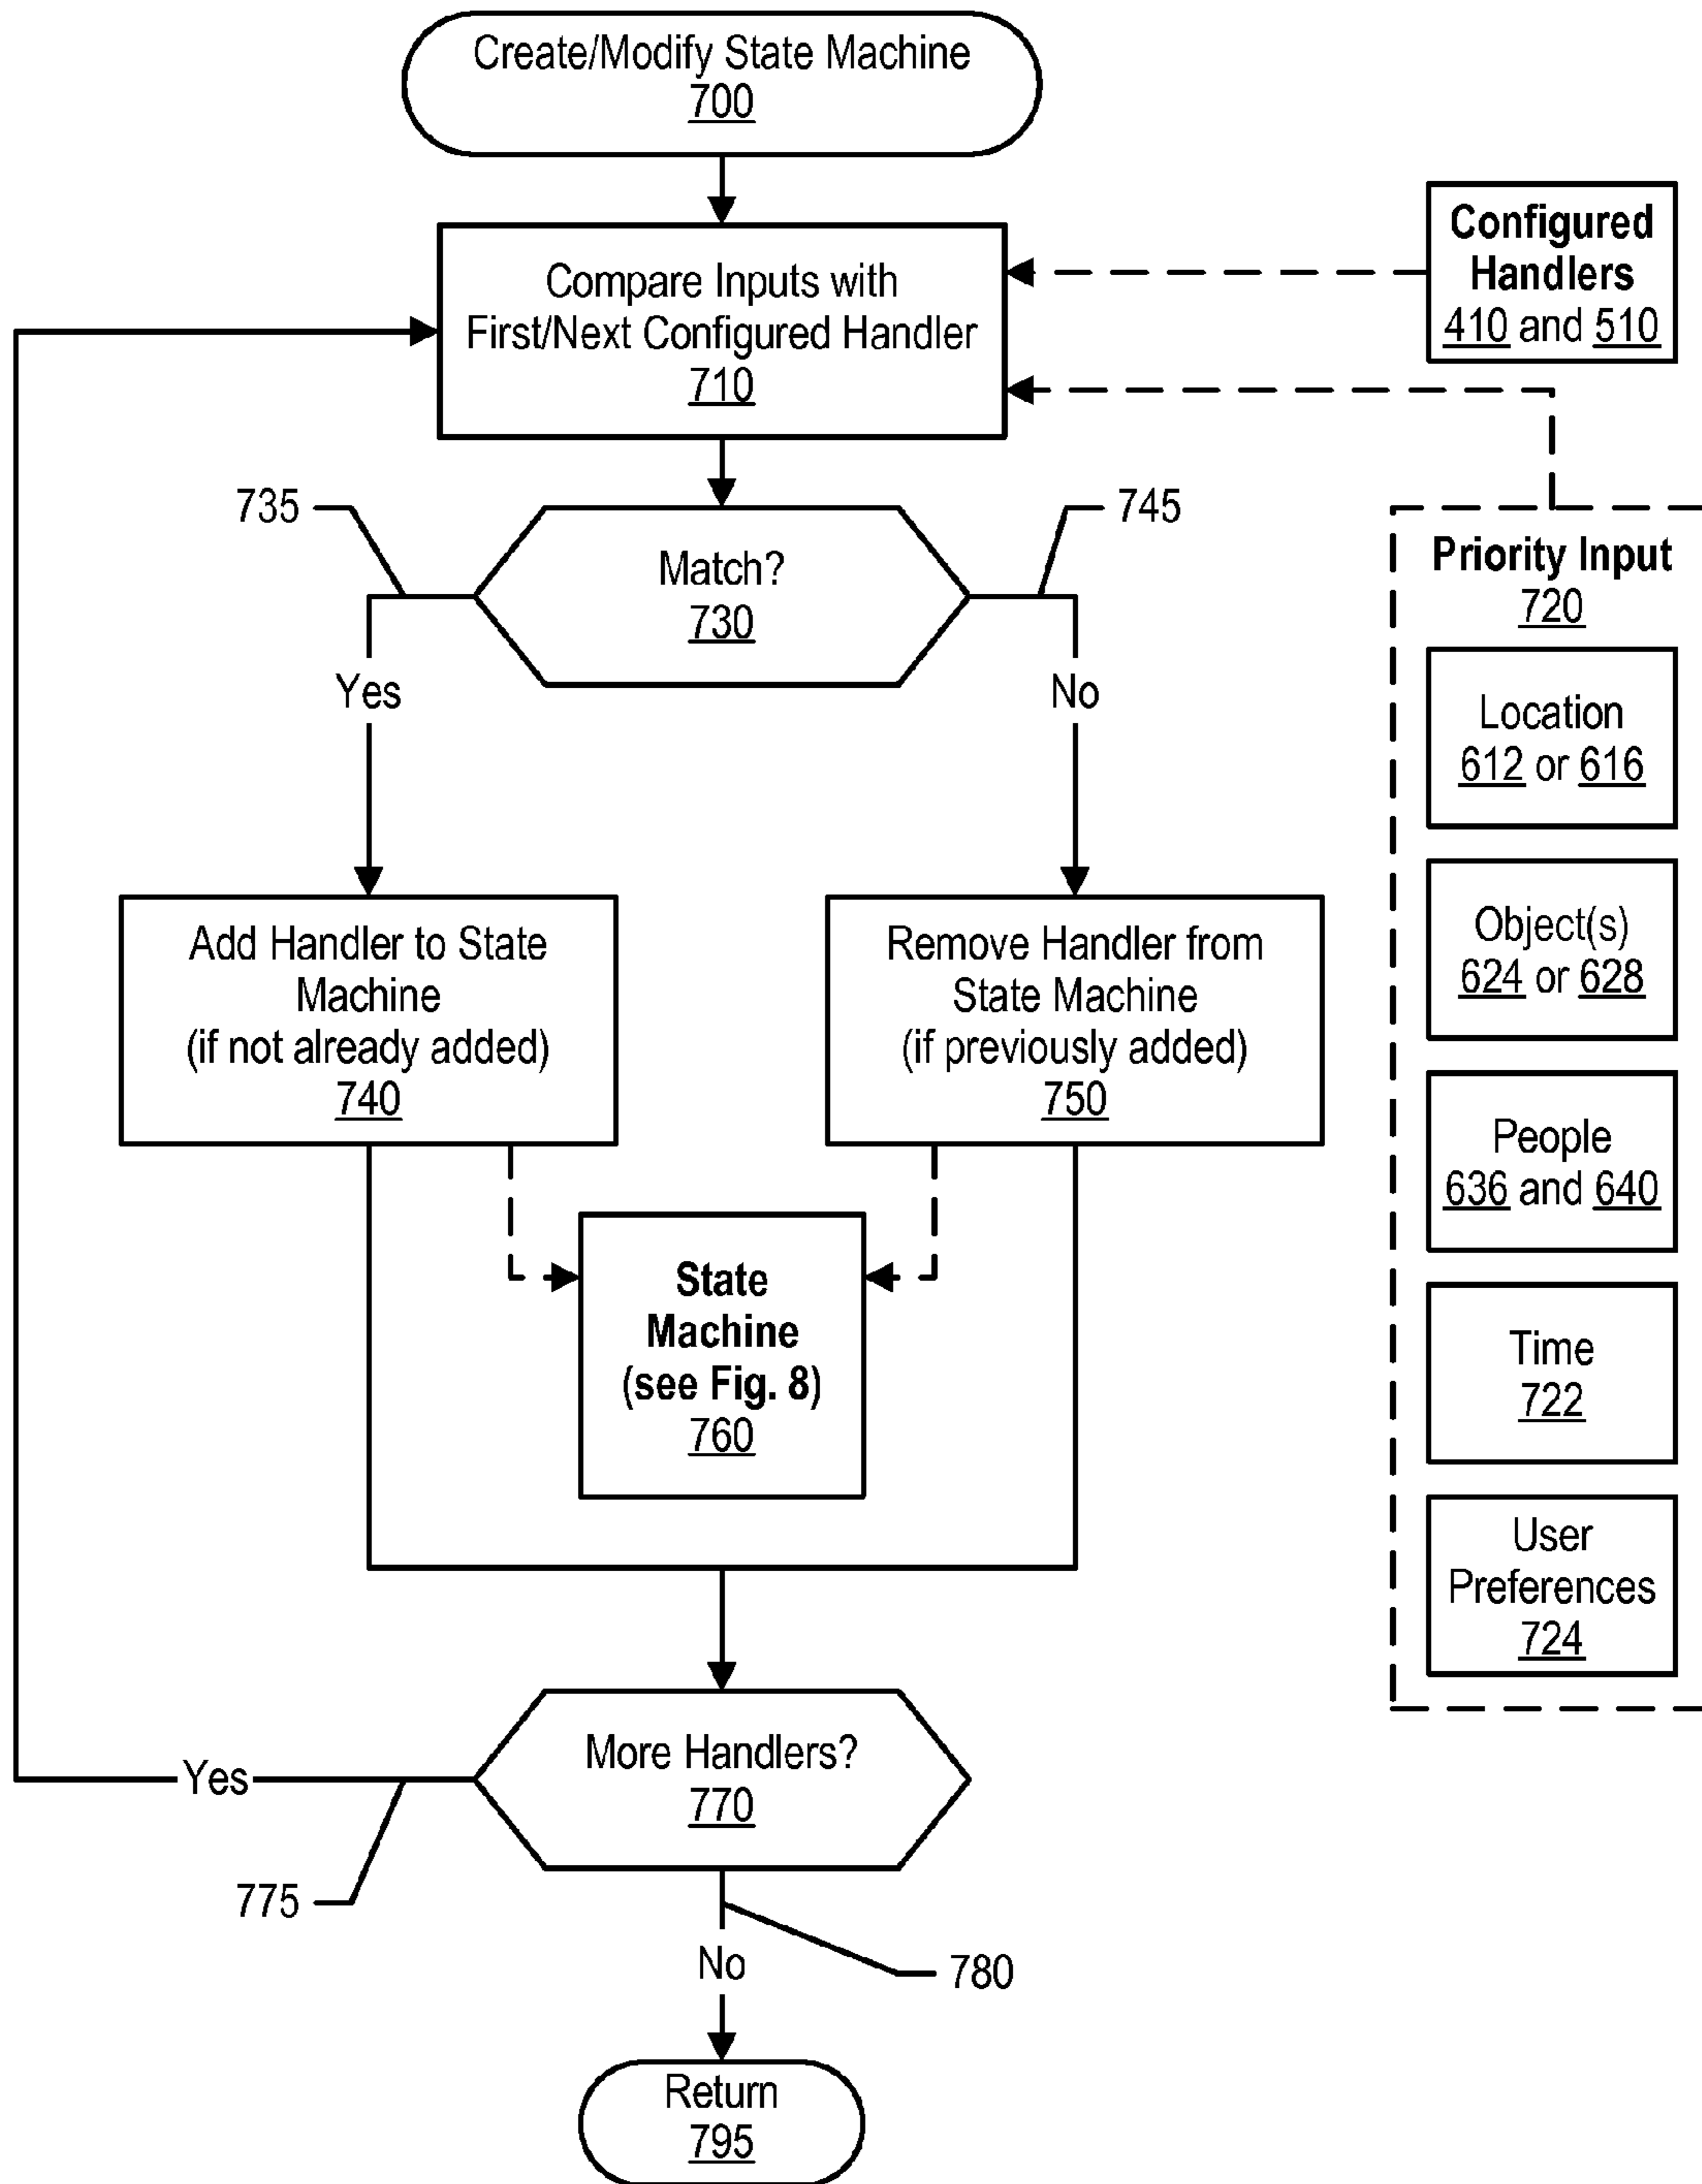 Create/Modify State Machine
700
Compare Inputs with
First/Next Configured Handler
710
Configured
Handlers
410 and 510
735
745
Match?
730
Yes
No
Priority Input
720
Location
612 or 616
Object(s)
624 or 628
People
636 and 640
Time
722
User
Preferences
724
Add Handler to State
Machine
(if not already added)
740
Remove Handler from
State Machine
(if previously added)
750
State
Machine
(see Fig. 8)
760
More Handlers?
770
Yes
775
No
780
Return
795